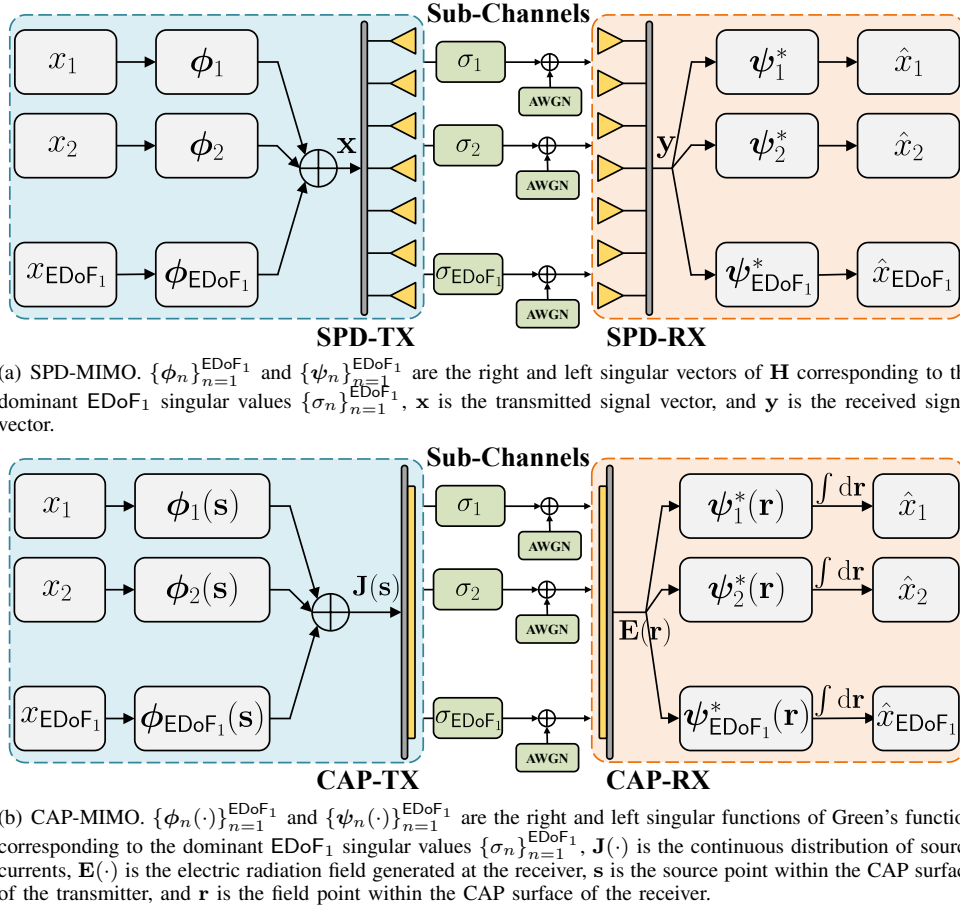 Sub-Channels
x₁ ϕ₁ σ₁ AWGN ψ₁* x̂₁
x₂ ϕ₂ x σ₂ AWGN y ψ₂* x̂₂
x_EDoF₁ ϕ_EDoF₁ σ_EDoF₁ AWGN ψ*_EDoF₁ x̂_EDoF₁
SPD-TX SPD-RX
(a) SPD-MIMO. {ϕₙ}ₙ₌₁^EDoF₁ and {ψₙ}ₙ₌₁^EDoF₁ are the right and left singular vectors of H corresponding to
dominant EDoF₁ singular values {σₙ}ₙ₌₁^EDoF₁, x is the transmitted signal vector, and y is the received
vector.
Sub-Channels
x₁ ϕ₁(s) σ₁ AWGN ψ₁*(r) ∫ dr x̂₁
x₂ ϕ₂(s) J(s) σ₂ AWGN E(r) ψ₂*(r) ∫ dr x̂₂
x_EDoF₁ ϕ_EDoF₁(s) σ_EDoF₁ AWGN ψ*_EDoF₁(r) ∫ dr x̂_EDoF₁
CAP-TX CAP-RX
(b) CAP-MIMO. {ϕₙ(·)}ₙ₌₁^EDoF₁ and {ψₙ(·)}ₙ₌₁^EDoF₁ are the right and left singular functions of Green's
corresponding to the dominant EDoF₁ singular values {σₙ}ₙ₌₁^EDoF₁, J(·) is the continuous distribution of
currents, E(·) is the electric radiation field generated at the receiver, s is the source point within the CAP
of the transmitter, and r is the field point within the CAP surface of the receiver.